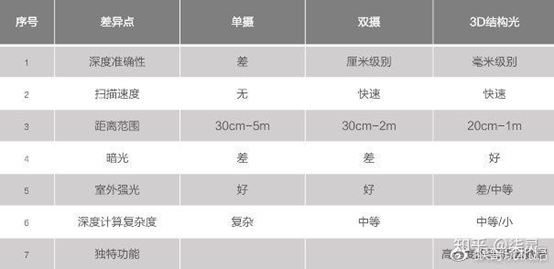 序号 差异点 单摄 双摄 3D结构光
1 深度准确性 差 厘米级别 毫米级别
2 扫描速度 无 快速 快速
3 距离范围 30cm-5m 30cm-2m 20cm-1m
4 暗光 差 差 好
5 室外强光 好 好 差/中等
6 深度计算复杂度 复杂 中等 中等/小
7 独特功能
知乎 @柒灵